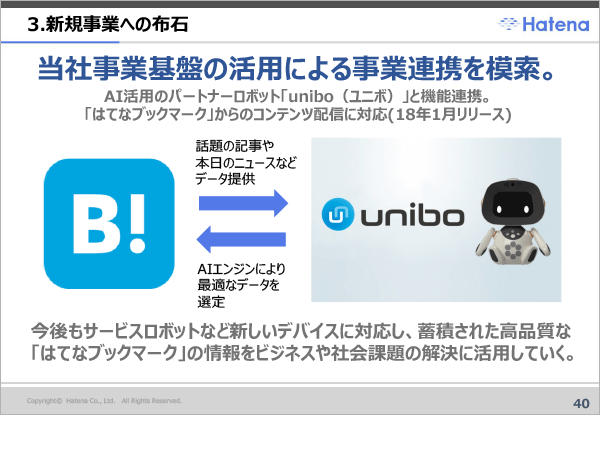 3.新規事業への布石
Hatena
当社事業基盤の活用による事業連携を模索。
AI活用のパートナーロボット「unibo（ユニボ）」と機能連携。
「はてなブックマーク」からのコンテンツ配信に対応(18年1月リリース)
話題の記事や
本日のニュースなど
データ提供
B!
unibo
AIエンジンにより
最適なデータを
選定
今後もサービスロボットなど新しいデバイスに対応し、蓄積された高品質な
「はてなブックマーク」の情報をビジネスや社会課題の解決に活用していく。
Copyright© Hatena Co., Ltd. All Rights Reserved.
40